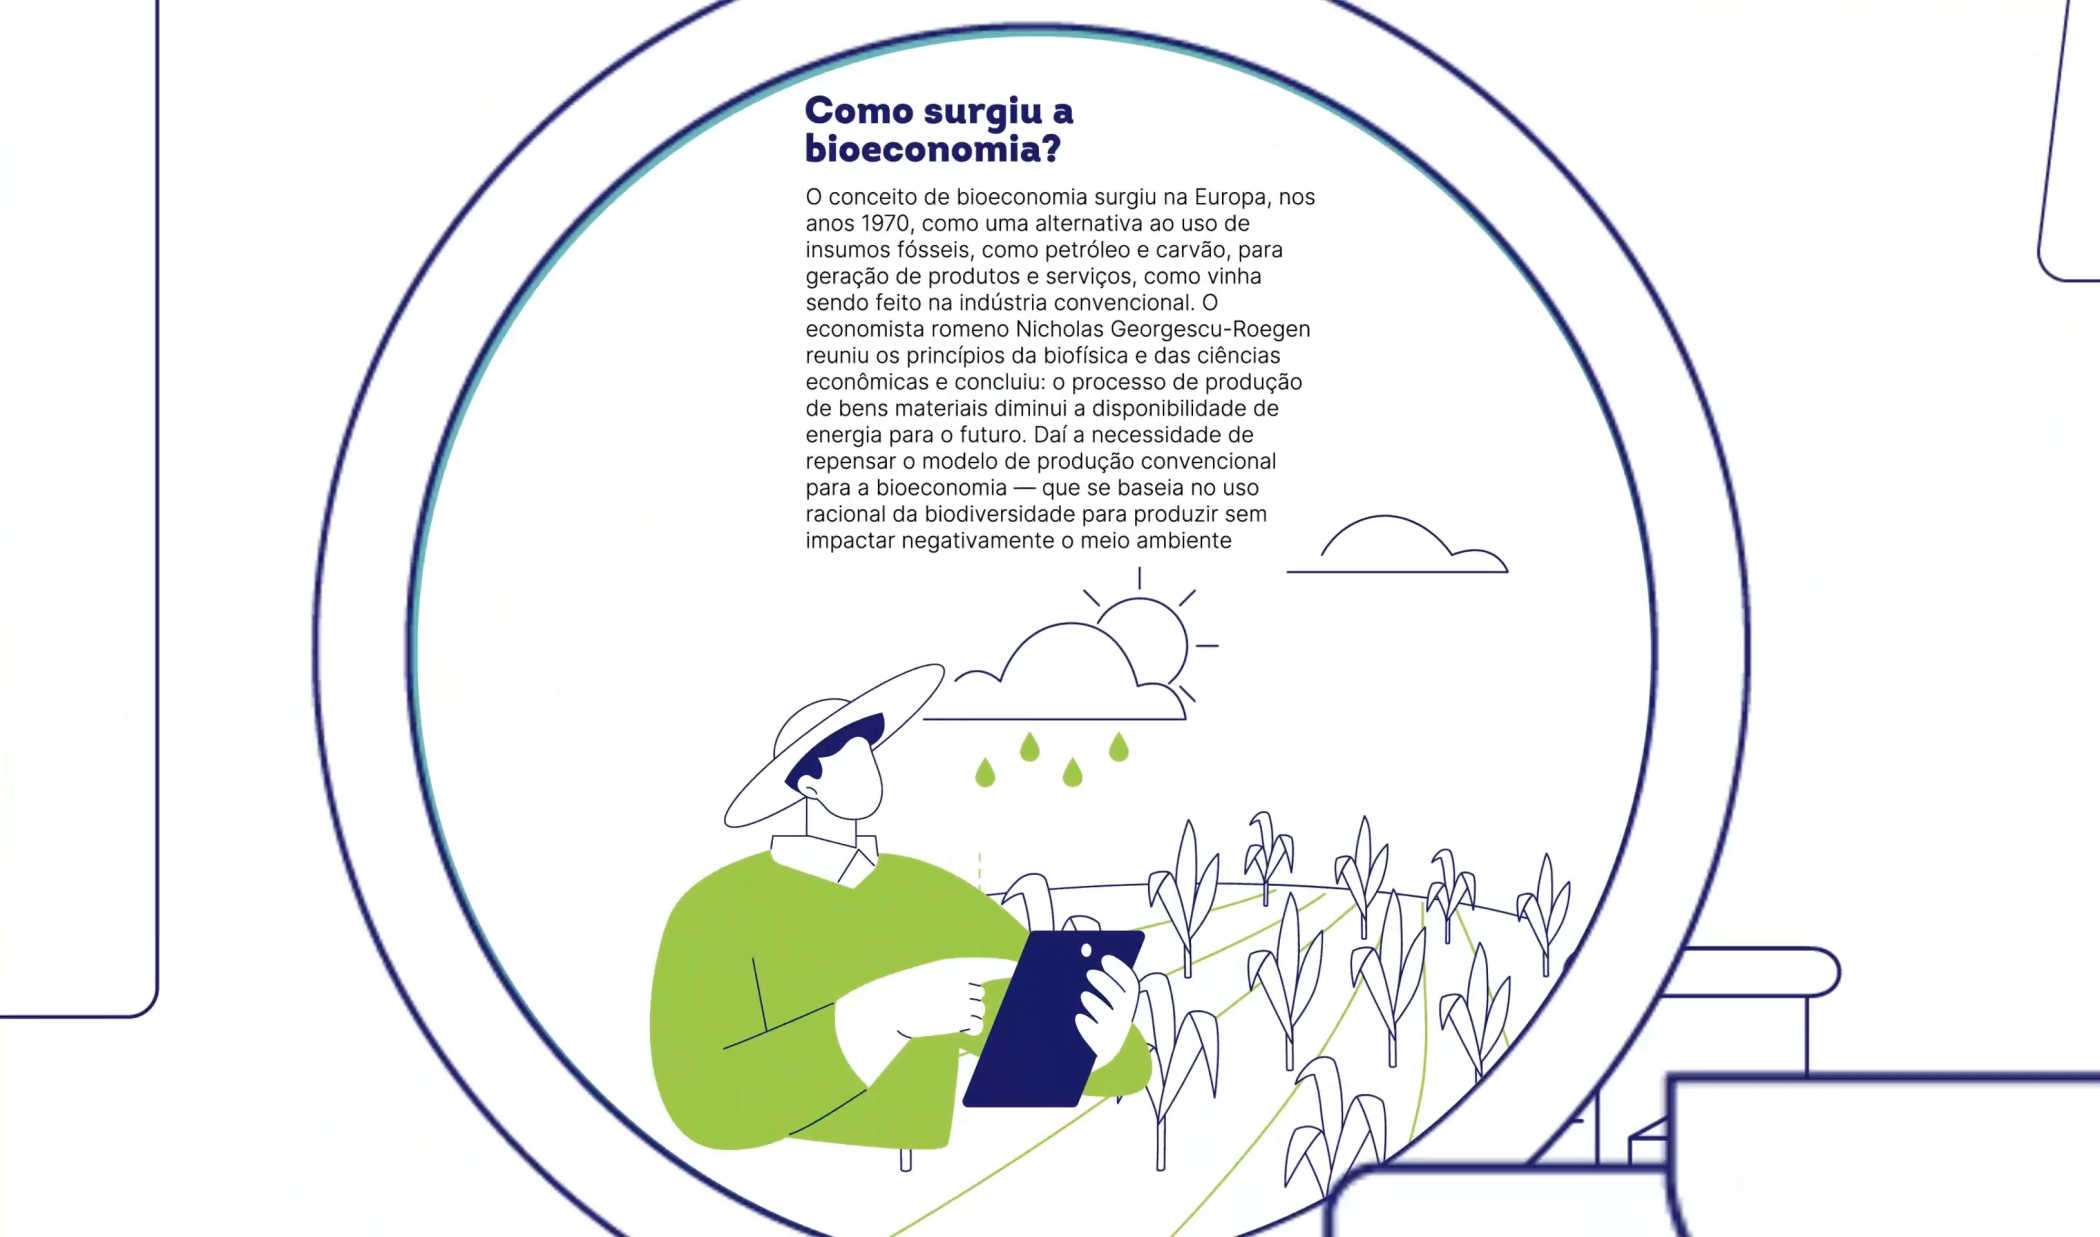 Como surgiu a
bioeconomia?
O conceito de bioeconomia surgiu na Europa, nos
anos 1970, como uma alternativa ao uso de
insumos fósseis, como petróleo e carvão, para
geração de produtos e serviços, como vinha
sendo feito na indústria convencional. O
economista romeno Nicholas Georgescu-Roegen
reuniu os princípios da biofísica e das ciências
econômicas e concluiu: o processo de produção
de bens materiais diminui a disponibilidade de
energia para o futuro. Daí a necessidade de
repensar o modelo de produção convencional
para a bioeconomia — que se baseia no uso
racional da biodiversidade para produzir sem
impactar negativamente o meio ambiente